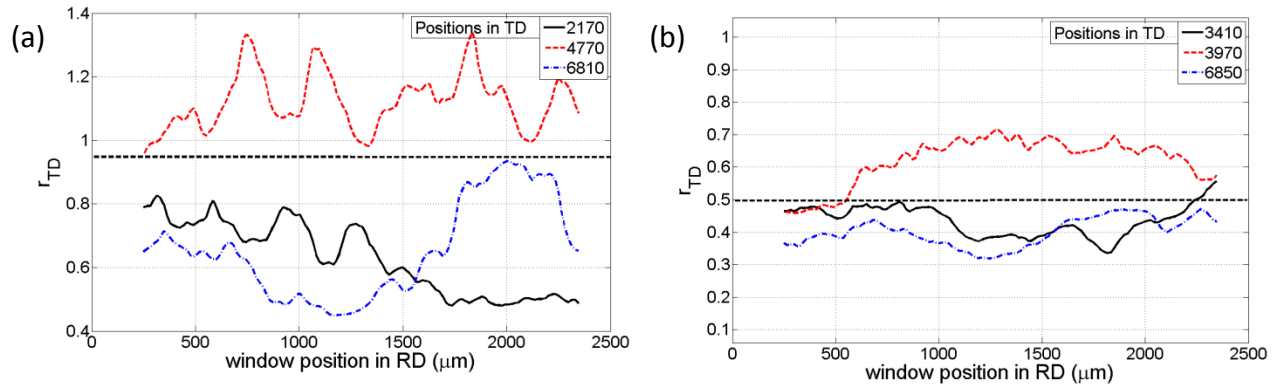 (a)
1.4
1.2
1
0.8
0.6
0.4
r_TD
Positions in TD
2170
4770
6810
0 500 1000 1500 2000 2500
window position in RD (μm)
(b)
1
0.9
0.8
0.7
0.6
0.5
0.4
0.3
0.2
0.1
r_TD
Positions in TD
3410
3970
6850
0 500 1000 1500 2000 2500
window position in RD (μm)